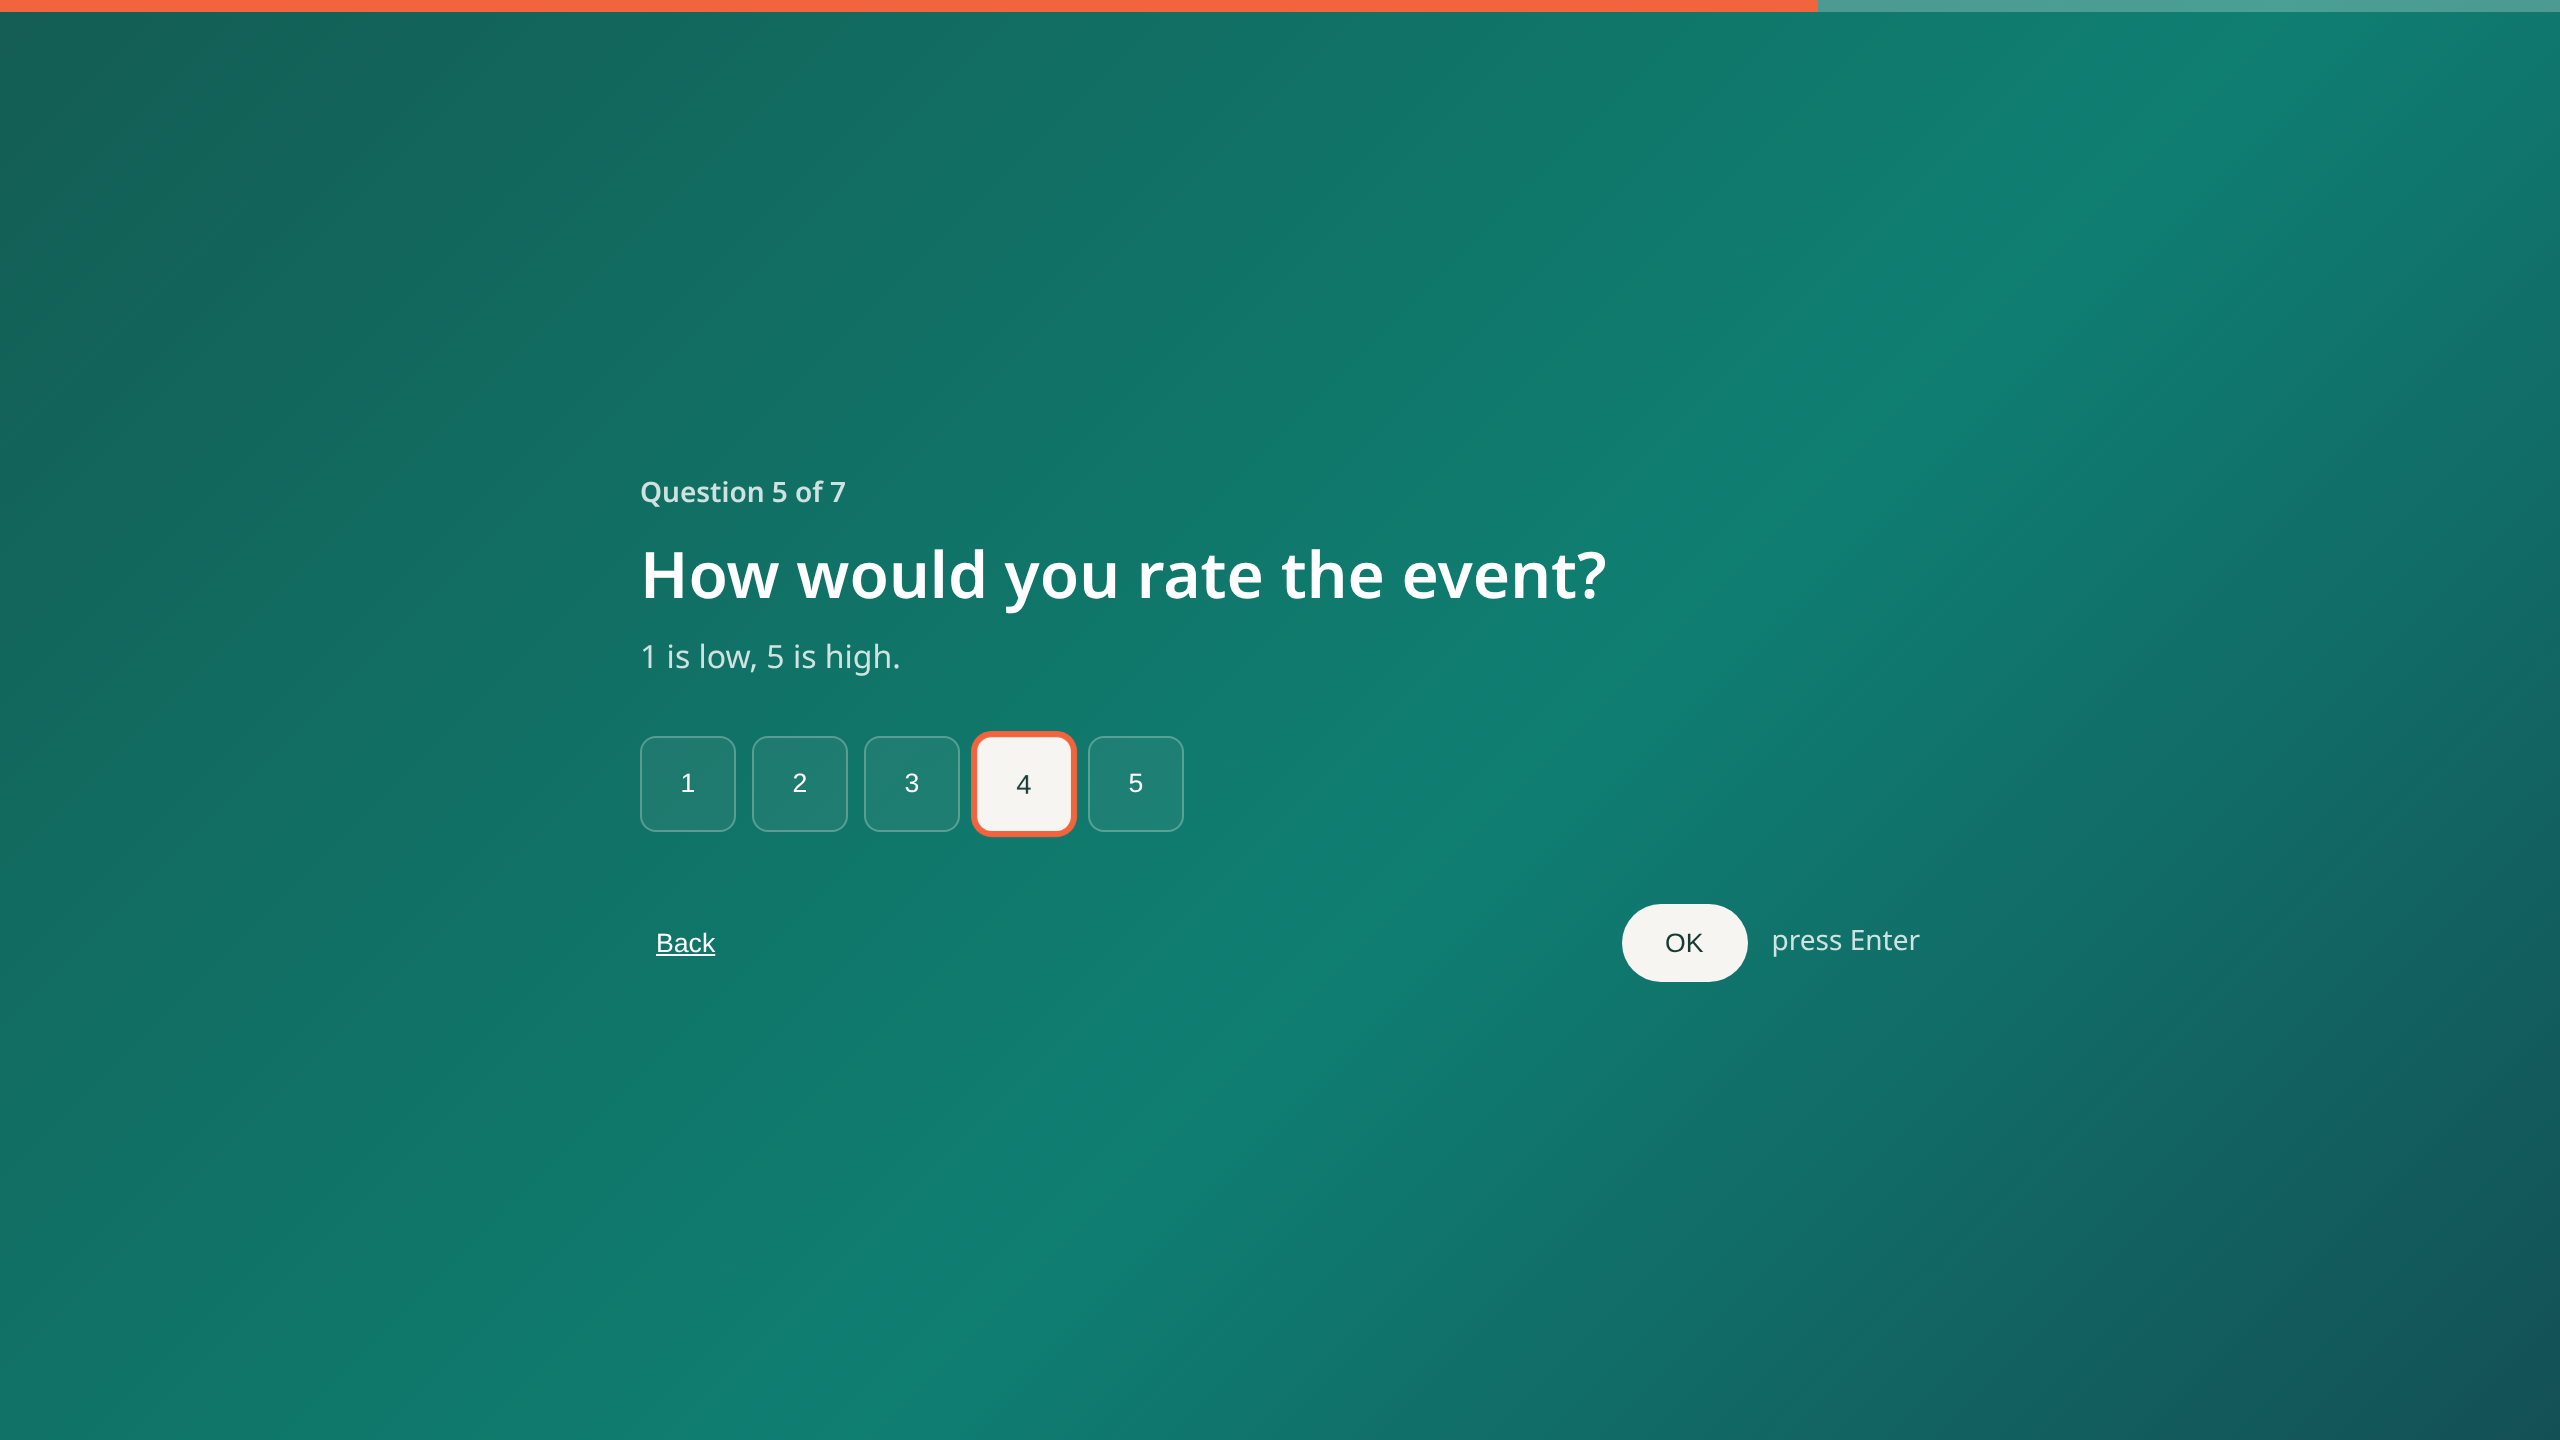 Question 5 of 7
How would you rate the event?
1 is low, 5 is high.
1 2 3 4 5
Back OK press Enter